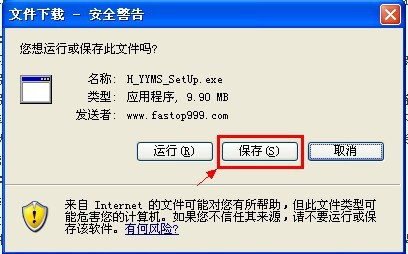 文件下载 - 安全警告
您想运行或保存此文件吗?
名称: H_YYMS_SetUp.exe
类型: 应用程序, 9.90 MB
发送者: www.fastop999.com
运行(R) 保存(S) 取消
来自 Internet 的文件可能对您有所帮助,但此文件类型可
能危害您的计算机。如果您不信任其来源,请不要运行或保
存该软件。有何风险?